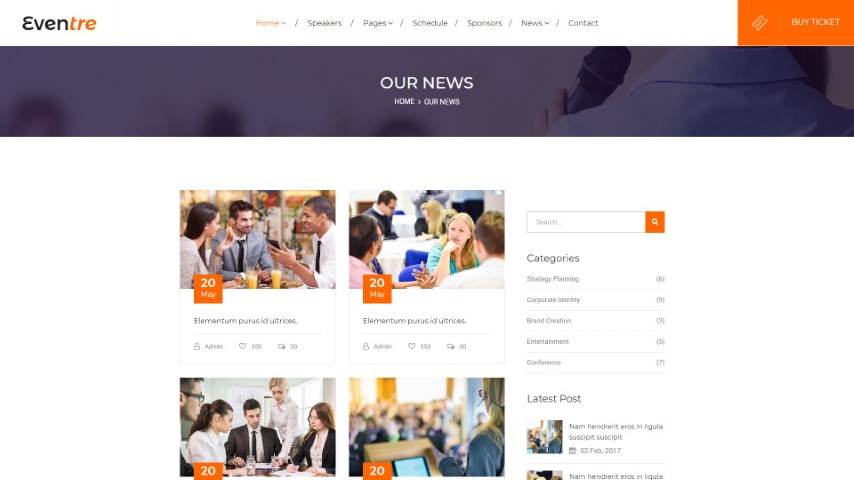 Eventre
Home / Speakers / Pages / Schedule / Sponsors / News / Contact
BUY TICKET
OUR NEWS
HOME > OUR NEWS
20
May
Elementum purus id ultrices.
Admin 350 30
20
May
Elementum purus id ultrices.
Admin 350 30
20
20
Search...
Categories
Strategy Planning (6)
Corporate Identity (9)
Brand Creation (3)
Entertainment (5)
Conference (7)
Latest Post
Nam hendrerit eros in ligula
suscipit suscipit
02 Feb, 2017
Nam hendrerit eros in ligula